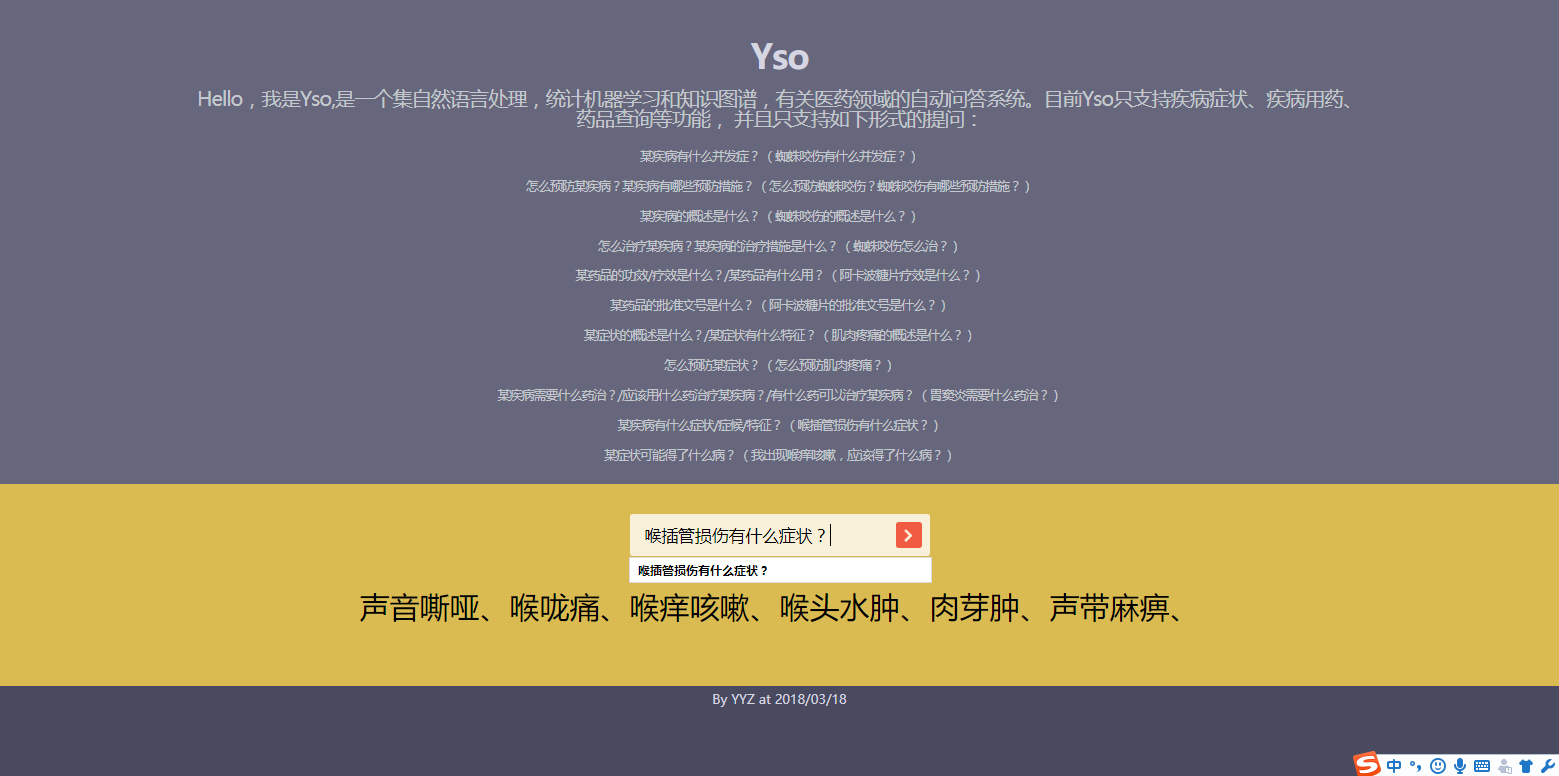 Yso
Hello，我是Yso,是一个集自然语言处理，统计机器学习和知识图谱，有关医药领域的自动问答系统。目前Yso只支持疾病症状、疾病用药、
药品查询等功能， 并且只支持如下形式的提问：
某疾病有什么并发症？（蜘蛛咬伤有什么并发症？）
怎么预防某疾病？某疾病有哪些预防措施？（怎么预防蜘蛛咬伤？蜘蛛咬伤有哪些预防措施？）
某疾病的概述是什么？（蜘蛛咬伤的概述是什么？）
怎么治疗某疾病？某疾病的治疗措施是什么？（蜘蛛咬伤怎么治？）
某药品的功效/疗效是什么？/某药品有什么用？（阿卡波糖片疗效是什么？）
某药品的批准文号是什么？（阿卡波糖片的批准文号是什么？）
某症状的概述是什么？/某症状有什么特征？（肌肉疼痛的概述是什么？）
怎么预防某症状？（怎么预防肌肉疼痛？）
某疾病需要什么药治？/应该用什么药治疗某疾病？/有什么药可以治疗某疾病？（胃窦炎需要什么药治？）
某疾病有什么症状/症候/特征？（喉插管损伤有什么症状？）
某症状可能得了什么病？（我出现喉痒咳嗽，应该得了什么病？）
喉插管损伤有什么症状？
喉插管损伤有什么症状？
声音嘶哑、喉咙痛、喉痒咳嗽、喉头水肿、肉芽肿、声带麻痹、
By YYZ at 2018/03/18
中